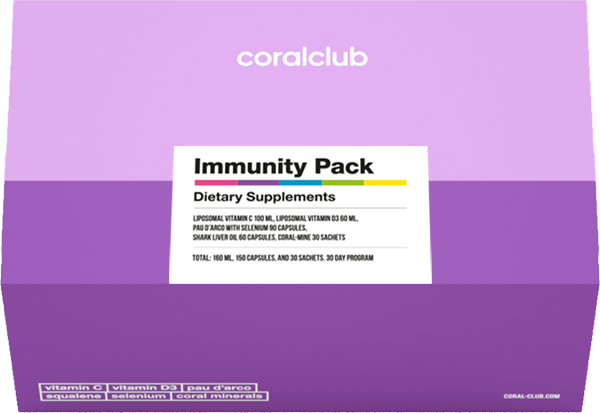 coralclub
Immunity Pack
Dietary Supplements
LIPOSOMAL VITAMIN C 100 ML, LIPOSOMAL VITAMIN D3 60 ML,
PAU D'ARCO WITH SELENIUM 90 CAPSULES,
SHARK LIVER OIL 60 CAPSULES, CORAL-MINE 30 SACHETS
TOTAL: 160 ML, 150 CAPSULES, AND 30 SACHETS. 30 DAY PROGRAM
vitamin C vitamin D3 pau d'arco
squalene selenium coral minerals
CORAL-CLUB.COM